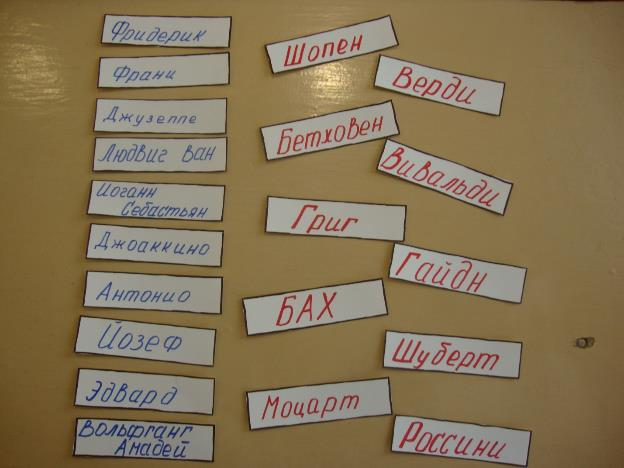 Фридерик
Франц
Джузеппе
Людвиг ван
Иоганн
Себастьян
Джоаккино
Антонио
Йозеф
Эдвард
Вольфганг
Амадей
Шопен
Верди
Бетховен
Вивальди
Григ
Гайдн
БАХ
Шуберт
Моцарт
Россини